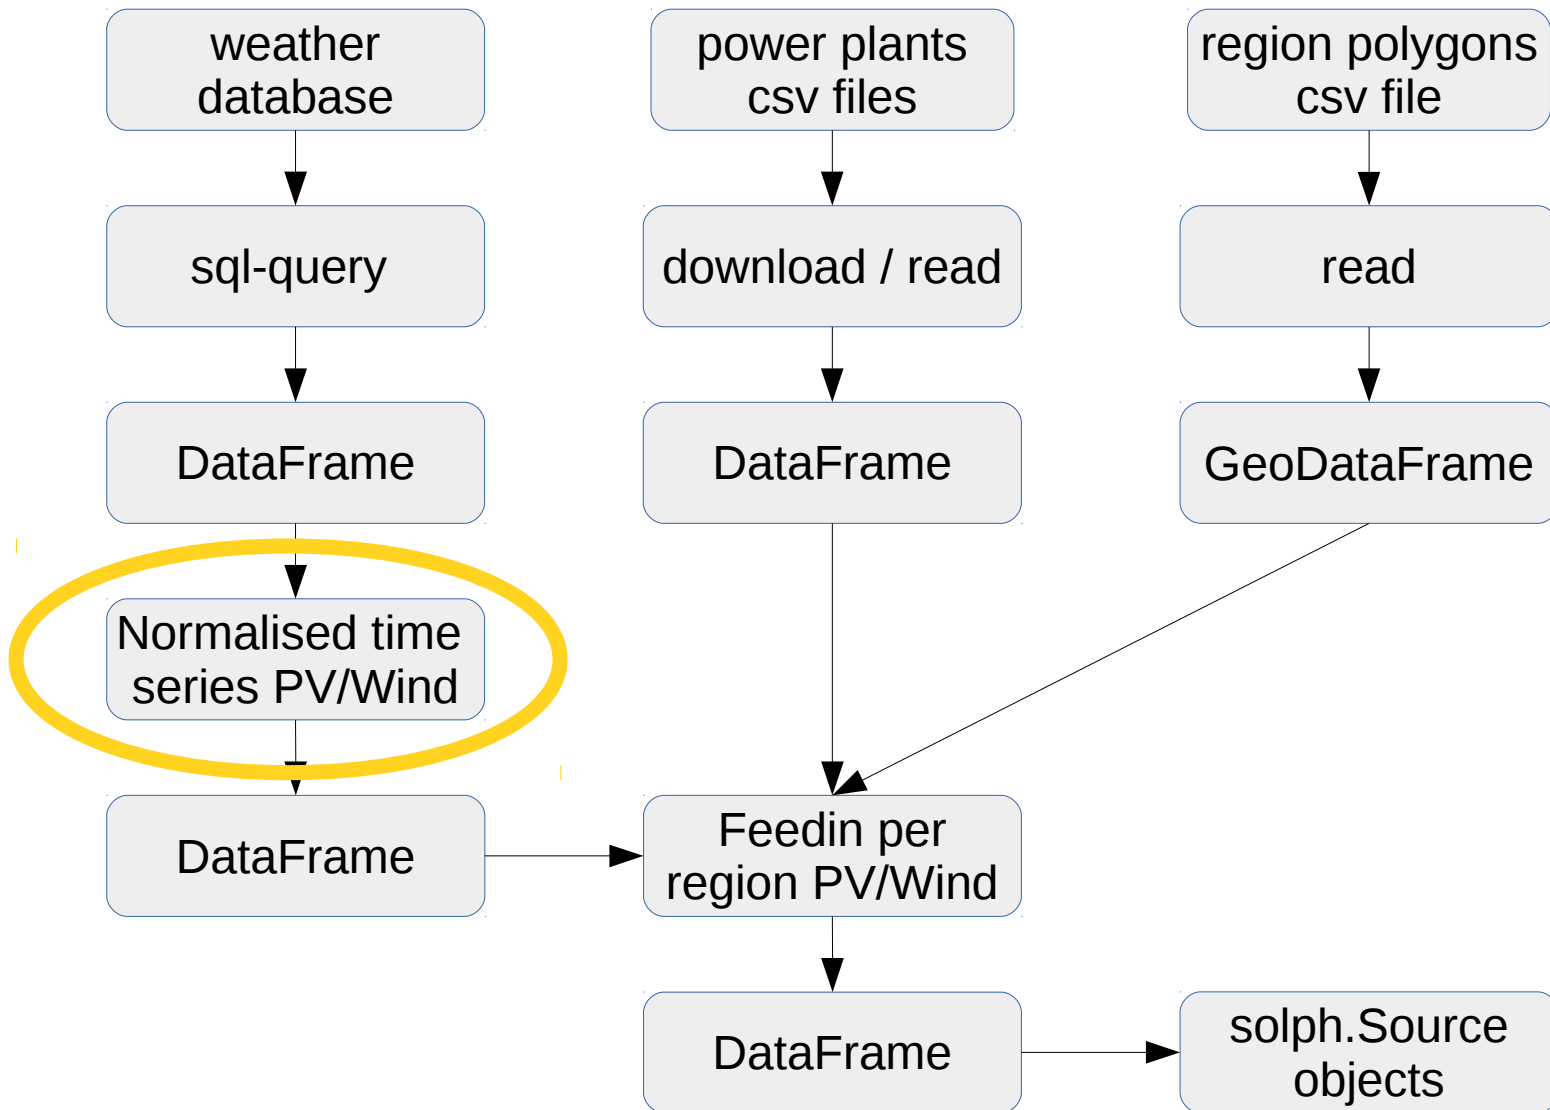 weather
database
power plants
csv files
region polygons
csv file
sql-query
download / read
read
DataFrame
DataFrame
GeoDataFrame
Normalised time
series PV/Wind
DataFrame
Feedin per
region PV/Wind
DataFrame
solph.Source
objects